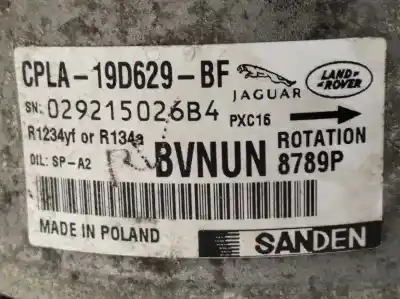 CPLA-19D629-BF
JAGUAR
LAND ROVER
SN: 029215026B4
PXC16
R1234yf or R134a
OIL: SP-A2
BVNUN
ROTATION
8789P
MADE IN POLAND
SANDEN